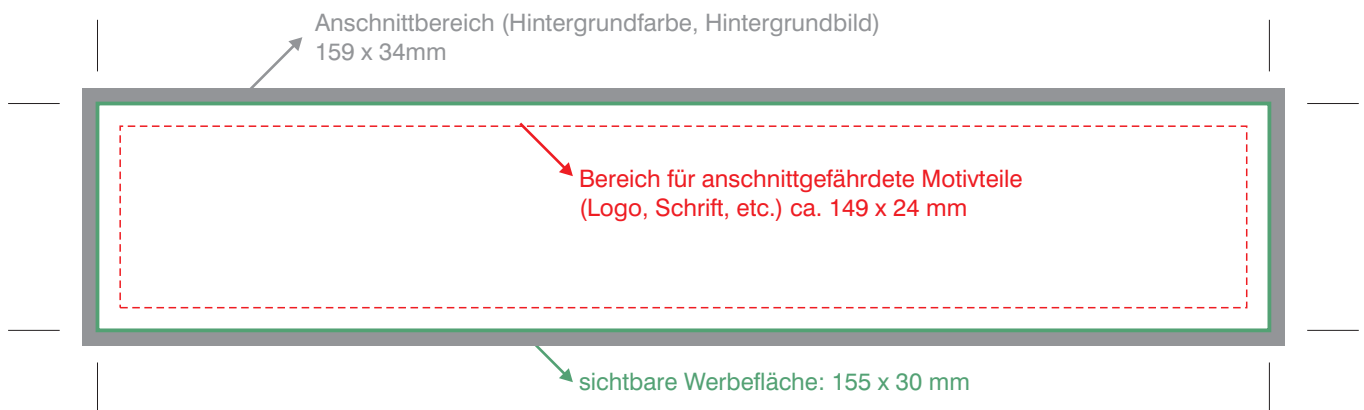 Anschnittbereich (Hintergrundfarbe, Hintergrundbild)
159 x 34mm
Bereich für anschnittgefährdete Motivteile
(Logo, Schrift, etc.) ca. 149 x 24 mm
sichtbare Werbefläche: 155 x 30 mm